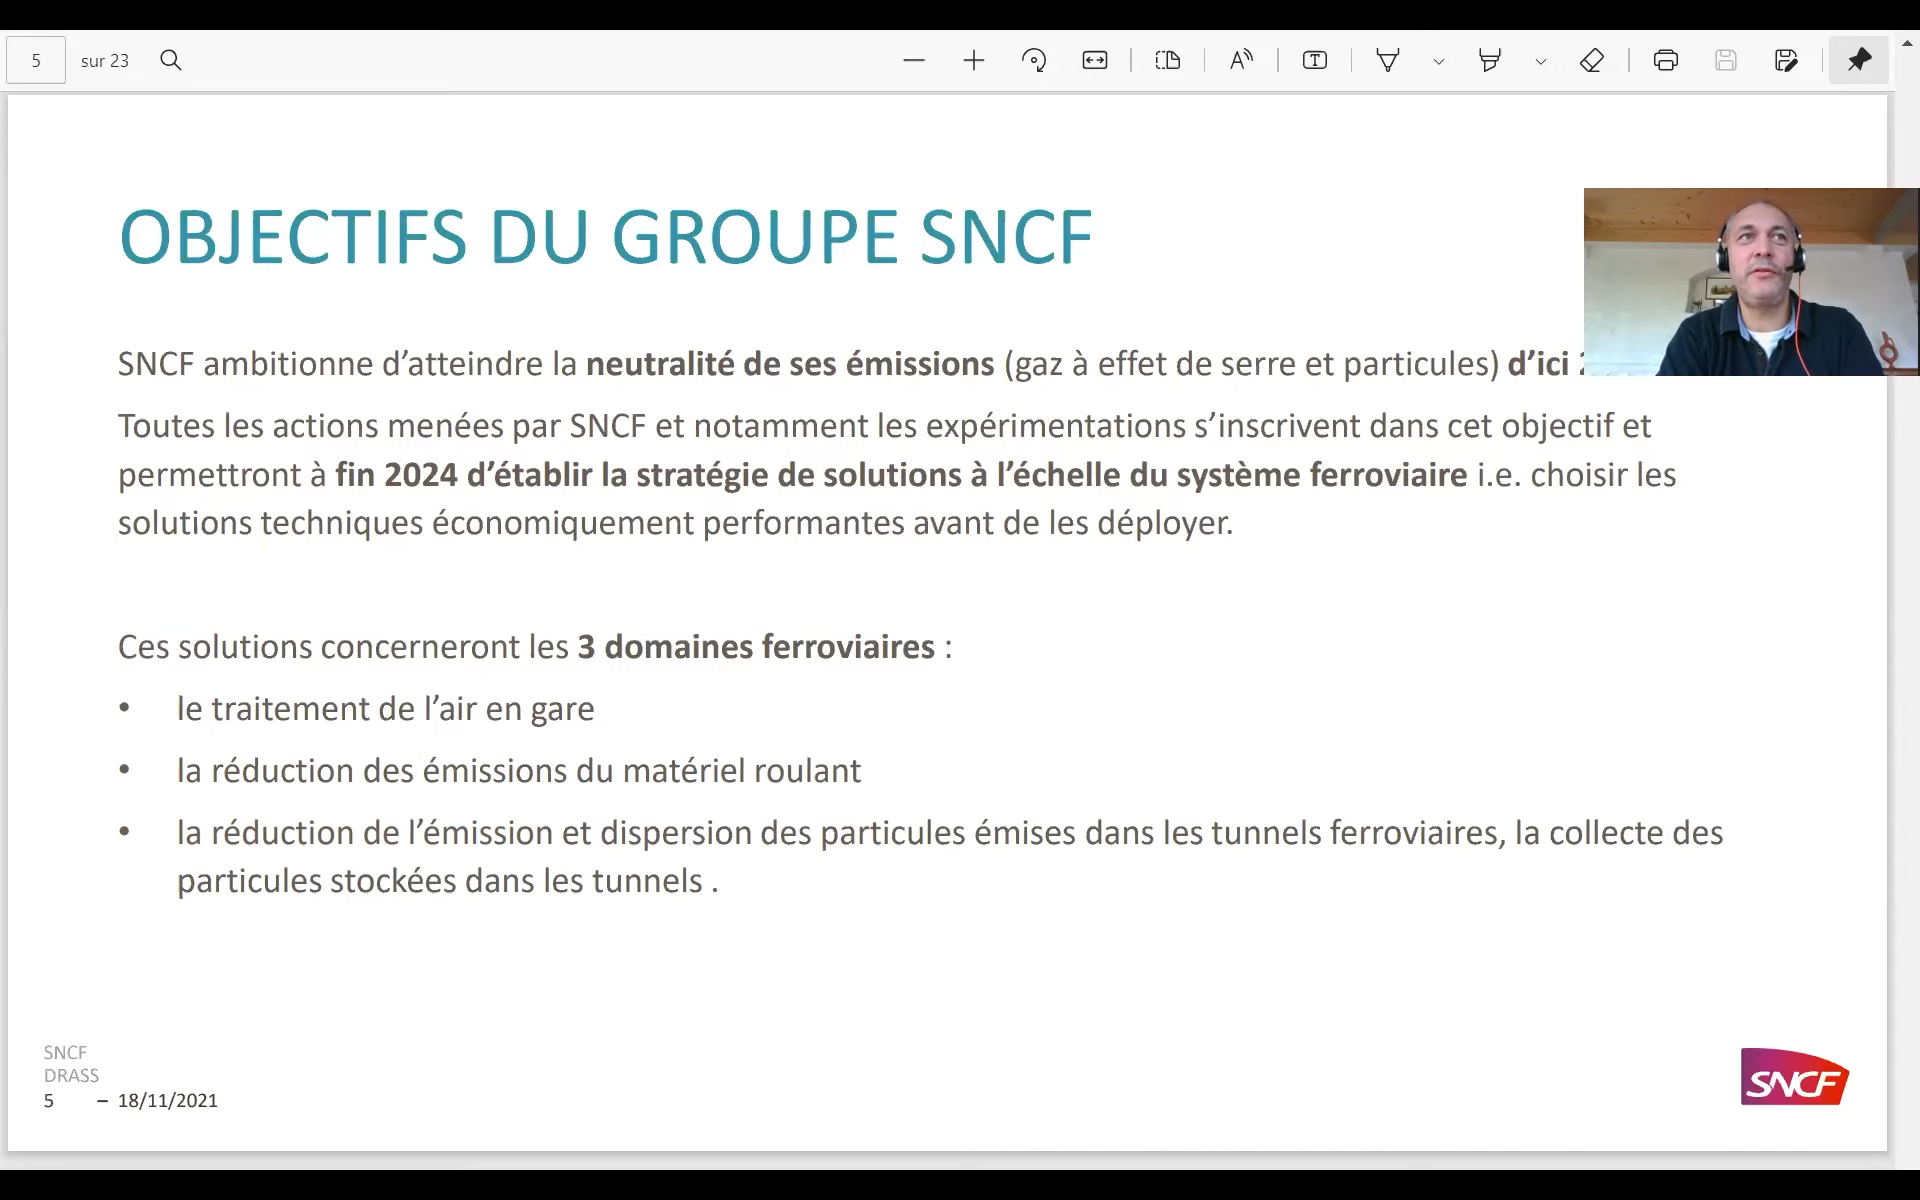 5 sur 23
OBJECTIFS DU GROUPE SNCF
SNCF ambitionne d’atteindre la neutralité de ses émissions (gaz à effet de serre et particules) d’ici
Toutes les actions menées par SNCF et notamment les expérimentations s’inscrivent dans cet objectif et
permettront à fin 2024 d’établir la stratégie de solutions à l’échelle du système ferroviaire i.e. choisir les
solutions techniques économiquement performantes avant de les déployer.
Ces solutions concerneront les 3 domaines ferroviaires :
• le traitement de l’air en gare
• la réduction des émissions du matériel roulant
• la réduction de l’émission et dispersion des particules émises dans les tunnels ferroviaires, la collecte des
particules stockées dans les tunnels .
SNCF
DRASS
5 – 18/11/2021
SNCF